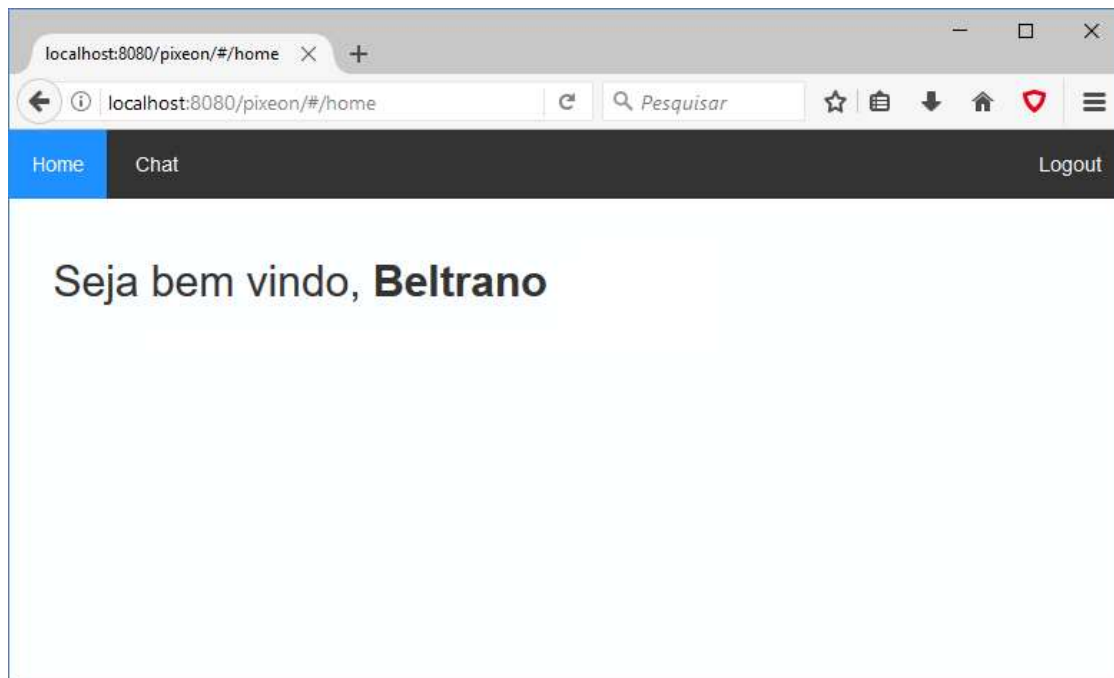 localhost:8080/pixeon/#/home
localhost:8080/pixeon/#/home Pesquisar
Home Chat Logout
Seja bem vindo, Beltrano